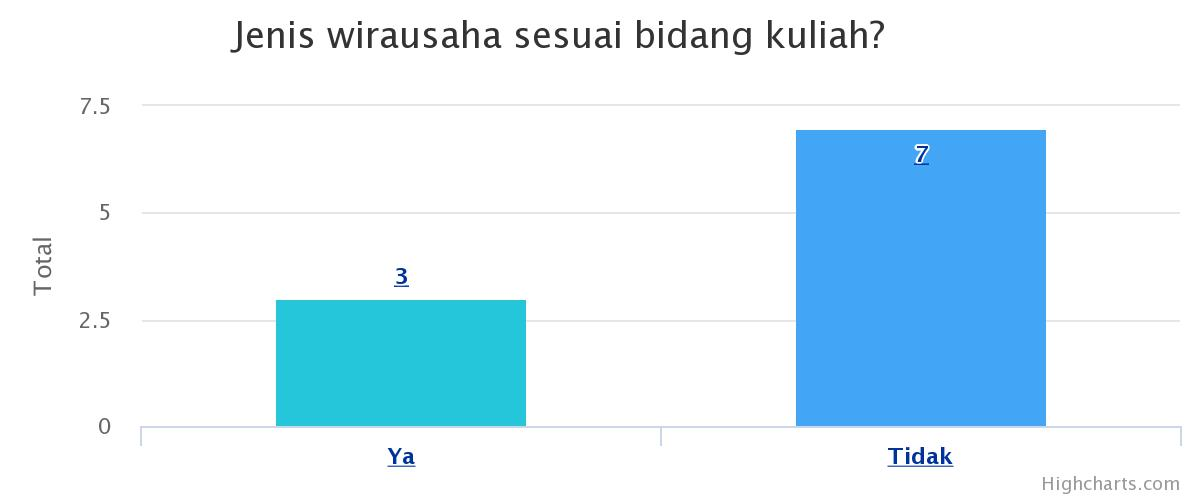 Jenis wirausaha sesuai bidang kuliah?
7.5
5
2.5
0
Total
3
7
Ya
Tidak
Highcharts.com